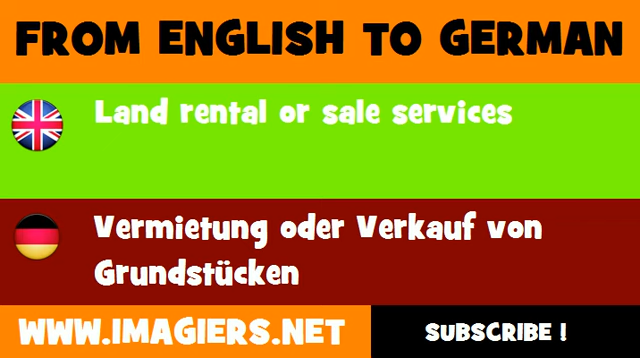 FROM ENGLISH TO GERMAN
Land rental or sale services
Vermietung oder Verkauf von
Grundstücken
WWW.IMAGIERS.NET
SUBSCRIBE !